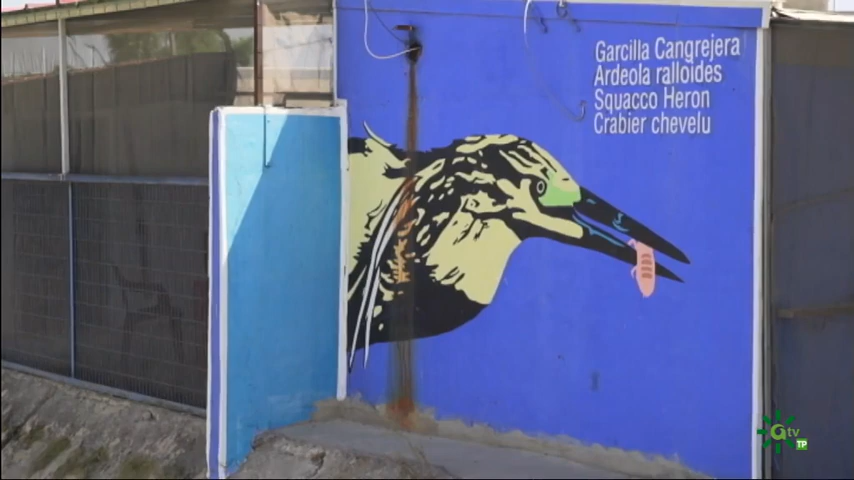 Garcilla Cangrejera
Ardeola ralloides
Squacco Heron
Crabier chevelu
Gtv
TP